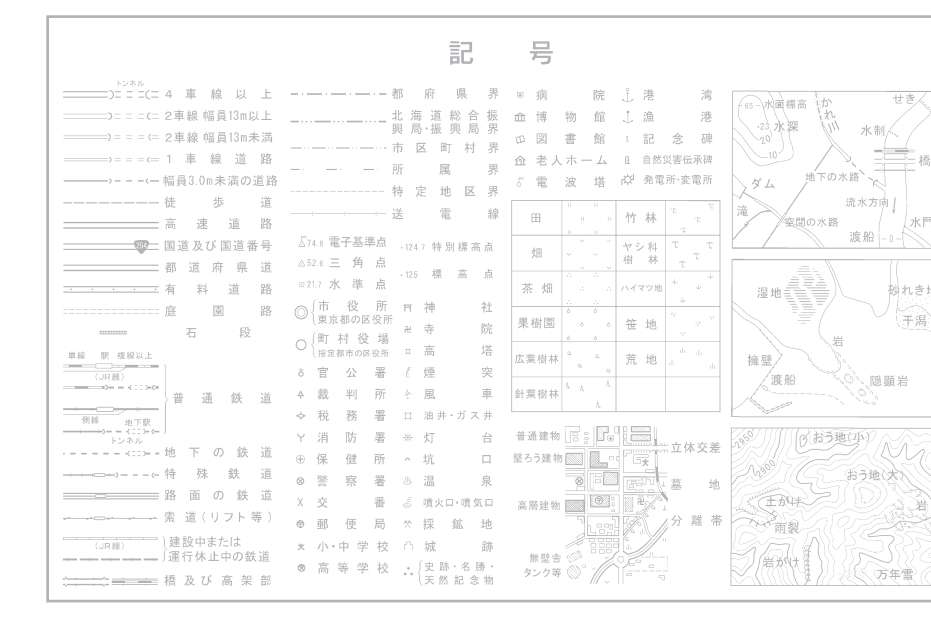 記号
トンネル
4車線以上
2車線 幅員13m以上
2車線 幅員13m未満
1車線道路
幅員3.0m未満の道路
徒歩道
高速道路
国道及び国道番号
都道府県道
有料道路
庭園路
石段
単線 駅 複線以上
(JR線)
普通鉄道
側線 地下駅
トンネル
地下の鉄道
特殊鉄道
路面の鉄道
索道(リフト等)
(JR線)
建設中または
運行休止中の鉄道
橋及び高架部
都府県界
北海道総合振
興局・振興局界
市区町村界
所属界
特定地区界
送電線
74.8 電子基準点
52.6 三角点
21.7 水準点
・124.7 特別標高点
・125 標高点
市役所
東京都の区役所
町村役場
指定都市の区役所
官公署
裁判所
税務署
消防署
保健所
警察署
交番
郵便局
小・中学校
高等学校
神社
寺院
高塔
煙突
風車
油井・ガス井
灯台
坑口
温泉
噴火口・噴気口
採鉱地
城跡
史跡・名勝・
天然記念物
病院
博物館
図書館
老人ホーム
電波塔
港湾
漁港
記念碑
自然災害伝承碑
発電所・変電所
田
竹林
畑
ヤシ科
樹林
茶畑
ハイマツ地
果樹園
笹地
広葉樹林
荒地
針葉樹林
普通建物
堅ろう建物
高層建物
無壁舎
タンク等
立体交差
墓地
分離帯
-65- 水面標高
かれ川
せき
・23 水深
20
10
水制
橋
地下の水路
ダム
流水方向
滝
空間の水路
水門
渡船
湿地
砂れき地
干潟
岩
擁壁
渡船
隠顕岩
2950
2900
おう地(小)
おう地(大)
土がけ
岩
雨裂
岩がけ
万年雪